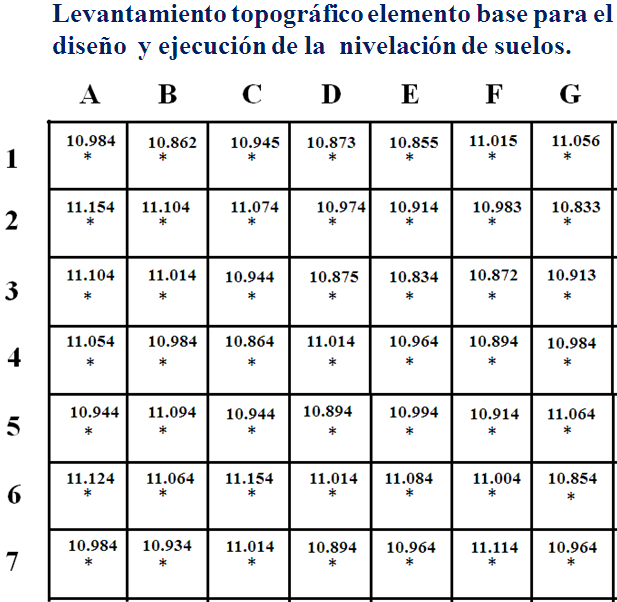 Levantamiento topográfico elemento base para el
diseño y ejecución de la nivelación de suelos.
A B C D E F G
1 10.984 10.862 10.945 10.873 10.855 11.015 11.056
* * * * * * *
2 11.154 11.104 11.074 10.974 10.914 10.983 10.833
* * * * * * *
3 11.104 11.014 10.944 10.875 10.834 10.872 10.913
* * * * * * *
4 11.054 10.984 10.864 11.014 10.964 10.894 10.984
* * * * * * *
5 10.944 11.094 10.944 10.894 10.994 10.914 11.064
* * * * * * *
6 11.124 11.064 11.154 11.014 11.084 11.004 10.854
* * * * * * *
7 10.984 10.934 11.014 10.894 10.964 11.114 10.964
* * * * * * *